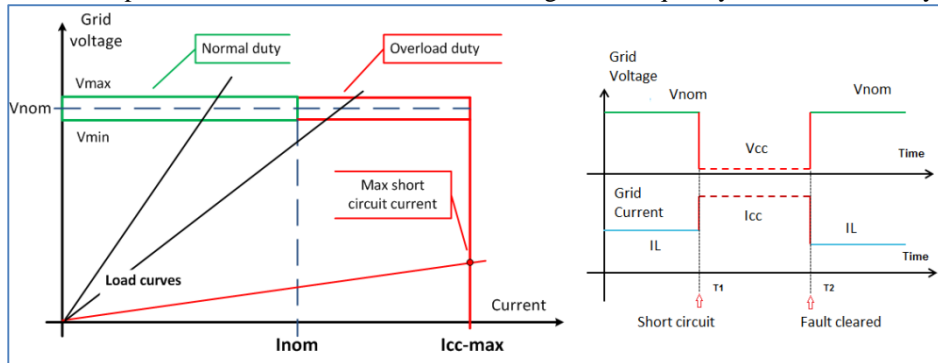 Grid
voltage
Normal duty
Overload duty
Vmax
Vnom
Vmin
Max short
circuit current
Load curves
Current
Inom
Icc-max
Grid
Voltage
Vnom
Vnom
Vcc
Time
Grid
Current
Icc
IL
IL
Time
T1
T2
Short circuit
Fault cleared